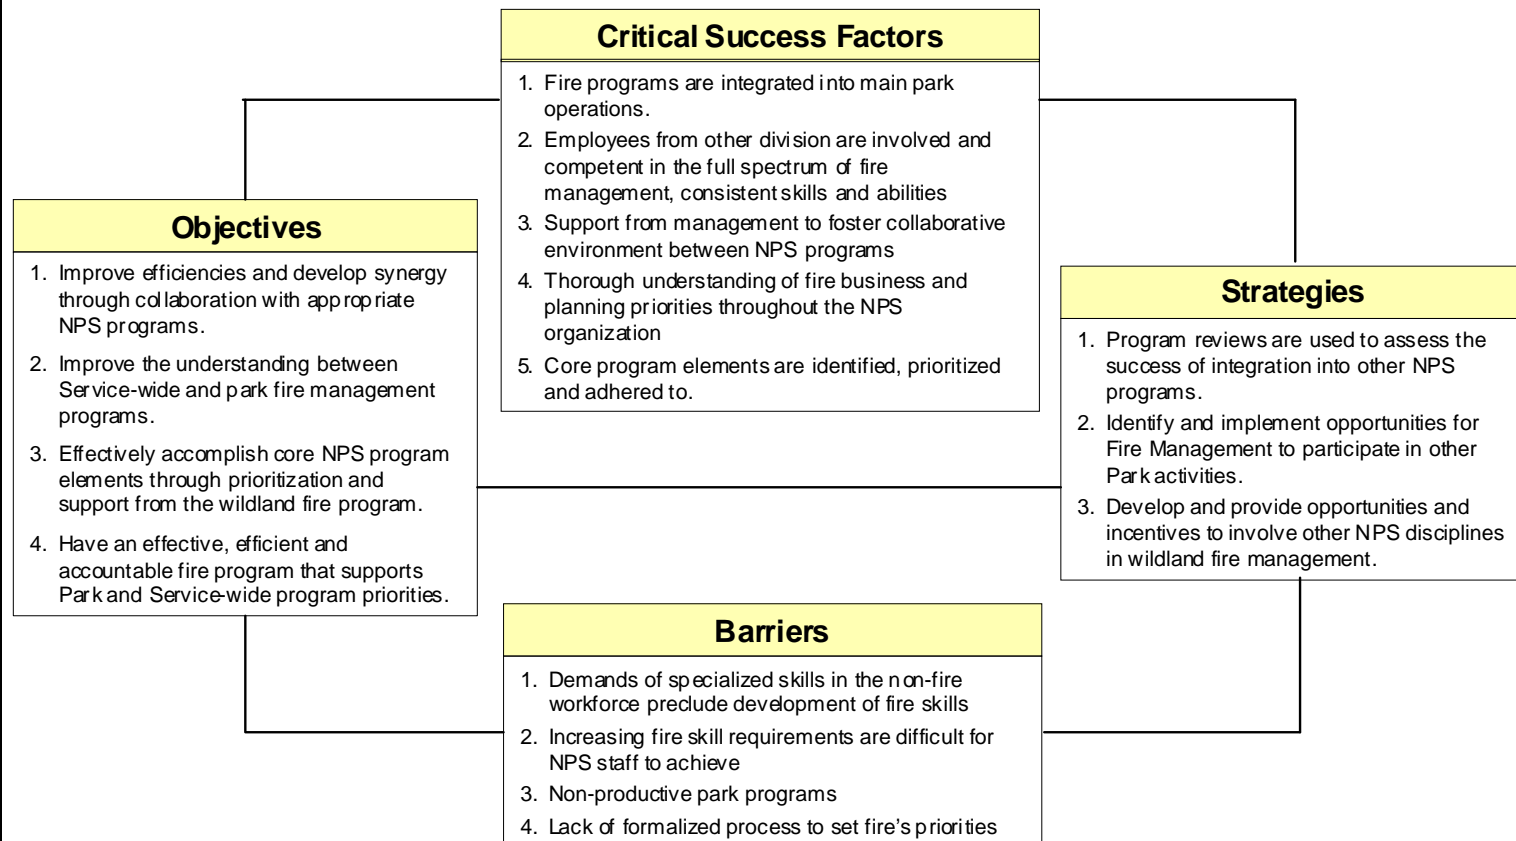 Critical Success Factors
1. Fire programs are integrated into main park
operations.
2. Employees from other division are involved and
competent in the full spectrum of fire
management, consistent skills and abilities
3. Support from management to foster collaborative
environment between NPS programs
4. Thorough understanding of fire business and
planning priorities throughout the NPS
organization
5. Core program elements are identified, prioritized
and adhered to.
Objectives
1. Improve efficiencies and develop synergy
through collaboration with appropriate
NPS programs.
2. Improve the understanding between
Service-wide and park fire management
programs.
3. Effectively accomplish core NPS program
elements through prioritization and
support from the wildland fire program.
4. Have an effective, efficient and
accountable fire program that supports
Park and Service-wide program priorities.
Strategies
1. Program reviews are used to assess the
success of integration into other NPS
programs.
2. Identify and implement opportunities for
Fire Management to participate in other
Park activities.
3. Develop and provide opportunities and
incentives to involve other NPS disciplines
in wildland fire management.
Barriers
1. Demands of specialized skills in the non-fire
workforce preclude development of fire skills
2. Increasing fire skill requirements are difficult for
NPS staff to achieve
3. Non-productive park programs
4. Lack of formalized process to set fire’s priorities